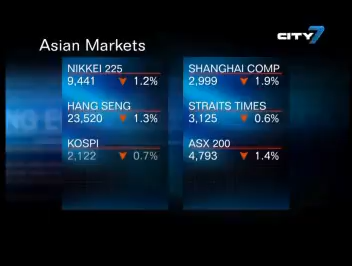 CITY7
Asian Markets
NIKKEI 225
9,441 1.2%
HANG SENG
23,520 1.3%
KOSPI
2,122 0.7%
SHANGHAI COMP
2,999 1.9%
STRAITS TIMES
3,125 0.6%
ASX 200
4,793 1.4%